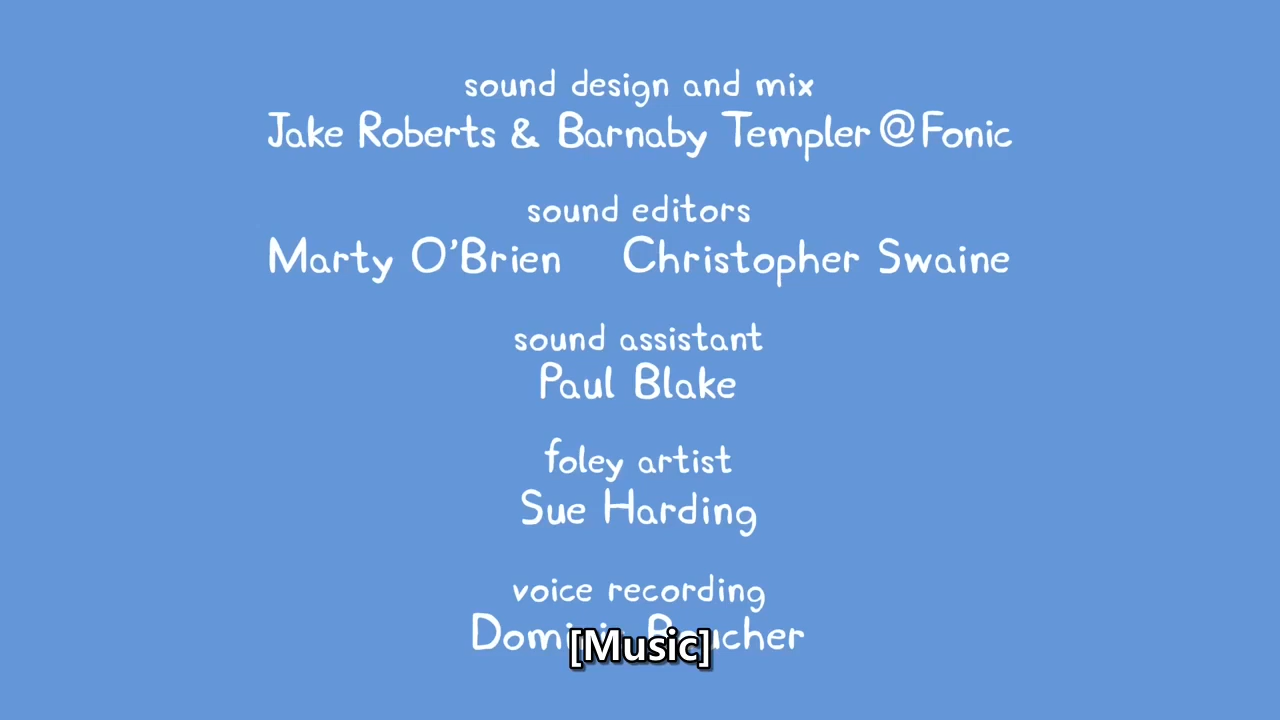 sound design and mix
Jake Roberts & Barnaby Templer @ Fonic
sound editors
Marty O'Brien Christopher Swaine
sound assistant
Paul Blake
foley artist
Sue Harding
voice recording
[Music]